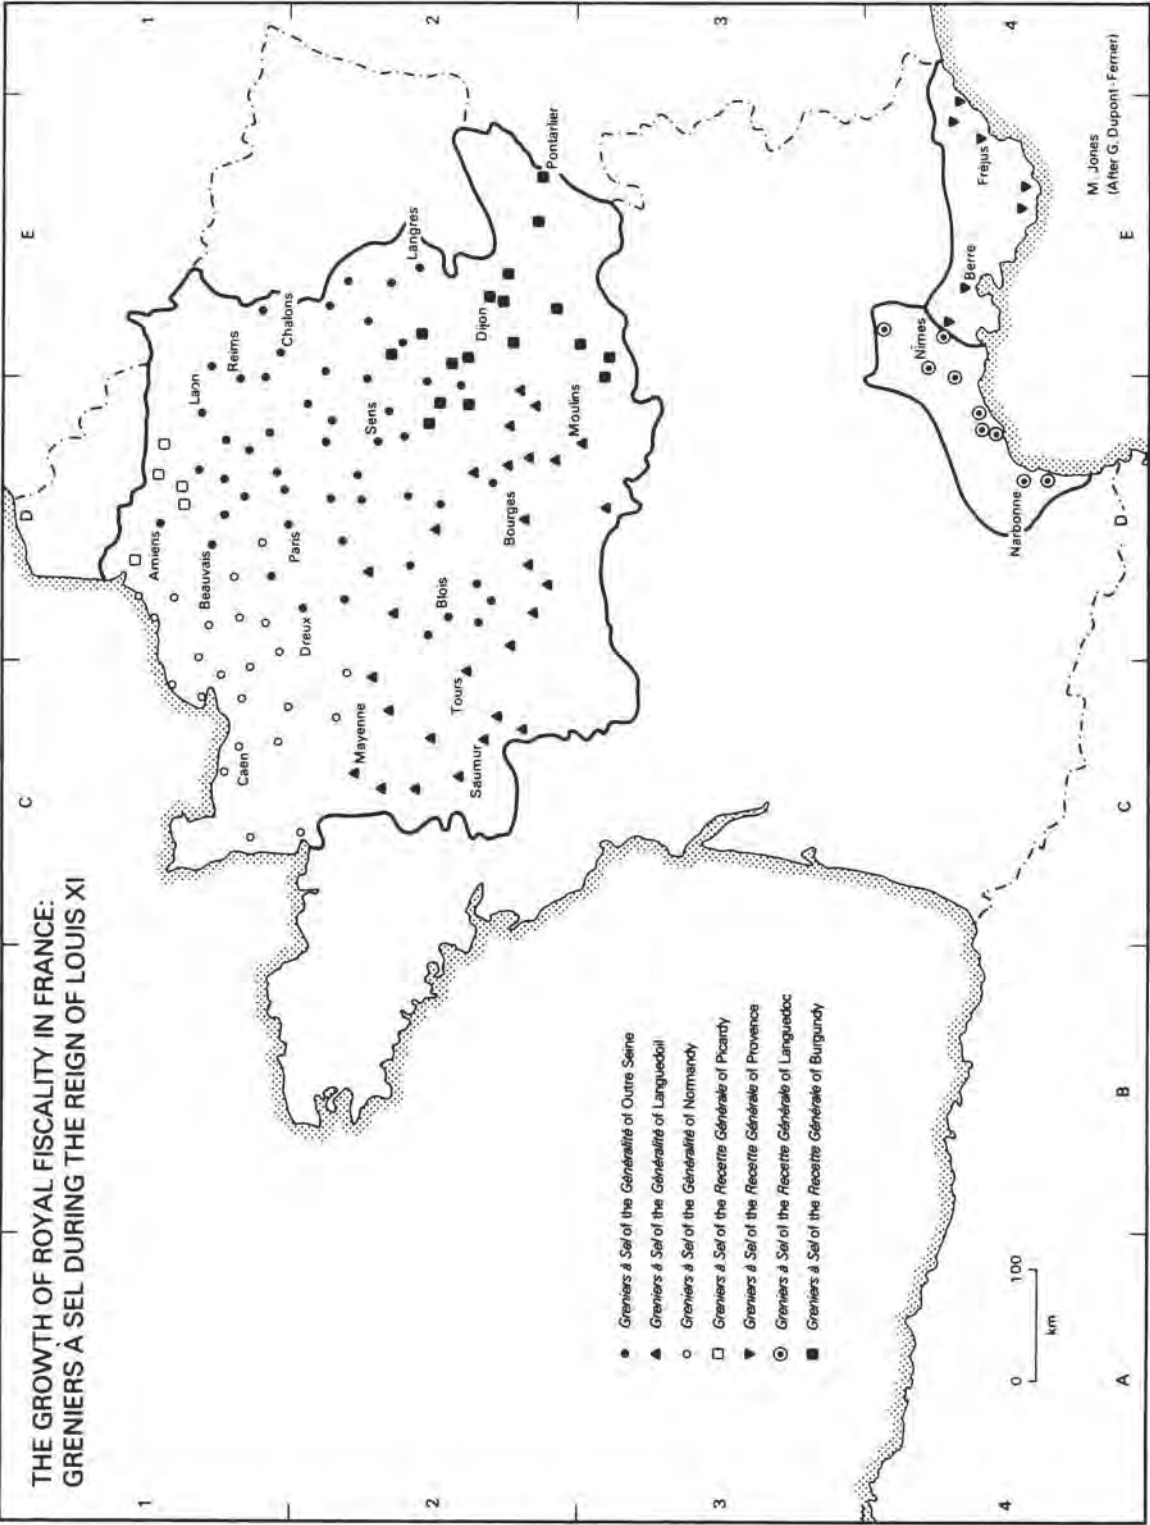 THE GROWTH OF ROYAL FISCALITY IN FRANCE:
GRENIERS À SEL DURING THE REIGN OF LOUIS XI
C
D
E
1
1
2
2
3
3
4
4
A
B
C
D
E
Amiens
Laon
Beauvais
Reims
Caen
Chalons
Paris
Dreux
Mayenne
Sens
Langres
Blois
Tours
Saumur
Dijon
Bourges
Pontarlier
Moulins
Nimes
Berre
Fréjus
Narbonne
Greniers à Sel of the Généralité of Outre Seine
Greniers à Sel of the Généralité of Languedoil
Greniers à Sel of the Généralité of Normandy
Greniers à Sel of the Recette Générale of Picardy
Greniers à Sel of the Recette Générale of Provence
Greniers à Sel of the Recette Générale of Languedoc
Greniers à Sel of the Recette Générale of Burgundy
0 100
km
M. Jones
(After G. Dupont-Ferrier)